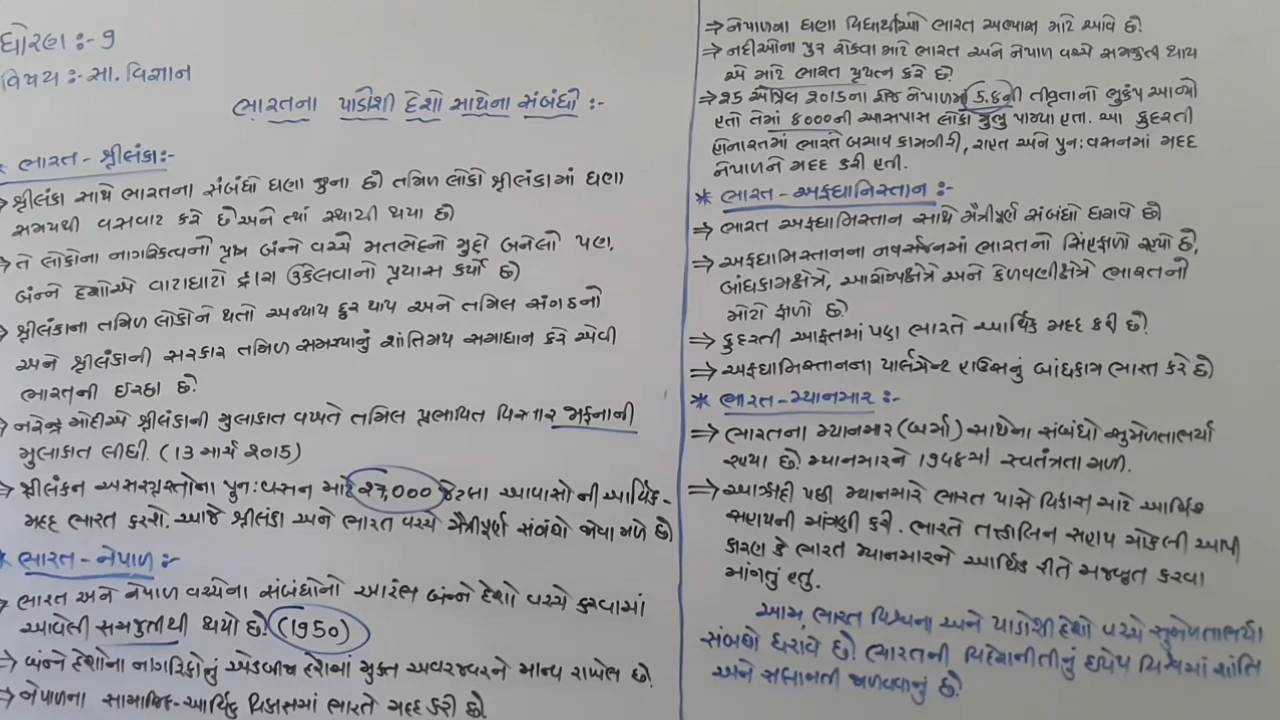 ધોરણ :- 9
વિષય :- સા. વિજ્ઞાન
ભારતના પાડોશી દેશો સાથેના સંબંધો :-
* ભારત - શ્રીલંકા :-
→ શ્રીલંકા સાથે ભારતના સંબંધો ઘણા જુના છે તમિળ લોકો શ્રીલંકામાં ઘણા
સમયથી વસવાટ કરે છે અને ત્યાં સ્થાયી થયા છે
→ તે લોકોના નાગરિકત્વનો પ્રશ્ન બંન્ને વચ્ચે મતભેદનો મુદ્દો બનેલો પણ,
બંન્ને દેશોએ વાટાઘાટો દ્વારા ઉકેલવાનો પ્રયાસ કર્યો છે
→ શ્રીલંકાના તમિળ લોકોને થતો અન્યાય દુર થાય અને તમિલ સંગઠનો
અને શ્રીલંકાની સરકાર તમિળ સમસ્યાનું શાંતિમય સમાધાન કરે એવી
ભારતની ઈચ્છા છે.
→ નરેન્દ્ર મોદીએ શ્રીલંકાની મુલાકાત વખતે તમિલ પ્રભાવિત વિસ્તાર જાફનાની
મુલાકાત લીધી. (13 માર્ચ ૨૦1૫)
→ શ્રીલંકન અસરગ્રસ્તોના પુન:વસન માટે ૨7,000 જેટલા આવાસોની આર્થિક-
મદદ ભારત કરશે. આજે શ્રીલંકા અને ભારત વચ્ચે મૈત્રીપૂર્ણ સંબંધો જોવા મળે છે
* ભારત - નેપાળ :-
→ ભારત અને નેપાળ વચ્ચેના સંબંધોનો આરંભ બંન્ને દેશો વચ્ચે કરવામાં
આવેલી સમજુતીથી થયો છે. (1950)
⇒ બંન્ને દેશોના નાગરિકોનું એકબીજા દેશોમાં મુક્ત અવરજવરને માન્ય રાખેલ છે.
→ નેપાળના સામાજિક-આર્થિક વિકાસમાં ભારતે મદદ કરી છે.
⇒ નેપાળના ઘણા વિદ્યાર્થીઓ ભારત અભ્યાસ માટે આવે છે.
⇒ નદીઓના પુર રોકવા માટે ભારત અને નેપાળ વચ્ચે સમજુતી થાય
એ માટે ભારત પ્રયત્ન કરે છે.
⇒ ૨5 એપ્રિલ ૨૦1૫ના રોજ નેપાળમાં 5.8ની તીવ્રતાનો ભુકંપ આવ્યો
હતો તેમાં 8000ની આસપાસ લોકો મૃત્યુ પામ્યા હતા. આ કુદરતી
હોનારતમાં ભારતે બચાવ કામગીરી, રાહત અને પુન:વસનમાં મદદ
નેપાળને મદદ કરી હતી.
* ભારત - અફઘાનિસ્તાન :-
⇒ ભારત અફઘાનિસ્તાન સાથે મૈત્રીપૂર્ણ સંબંધો ધરાવે છે
⇒ અફઘાનિસ્તાનના નવસર્જનમાં ભારતનો સિંહફાળો રહ્યો છે,
બાંધકામક્ષેત્રે, આરોગ્યક્ષેત્રે અને કેળવણીક્ષેત્રે ભારતનો
મોટો ફાળો છે.
⇒ કુદરતી આફતમાં પણ ભારતે આર્થિક મદદ કરી છે.
⇒ અફઘાનિસ્તાનના પાર્લામેન્ટ હાઉસનું બાંધકામ ભારત કરે છે
* ભારત - મ્યાનમાર :-
⇒ ભારતના મ્યાનમાર (બર્મા) સાથેના સંબંધો સુમેળતાભર્યા
રહ્યા છે. મ્યાનમારને 1948માં સ્વતંત્રતા મળી.
⇒ આઝાદી પછી મ્યાનમારે ભારત પાસે વિકાસ માટે આર્થિક
સહાયની માંગણી કરી. ભારતે તત્કાલિન સહાય મોકલી આપી
કારણ કે ભારત મ્યાનમારને આર્થિક રીતે મજબુત કરવા
માંગતું હતું.
આમ, ભારત વિશ્વના અને પાડોશી દેશો વચ્ચે સુમેળતાભર્યા
સંબંધો ધરાવે છે. ભારતની વિદેશનીતીનું ધ્યેય વિશ્વમાં શાંતિ
અને સલામતી જાળવવાનું છે.